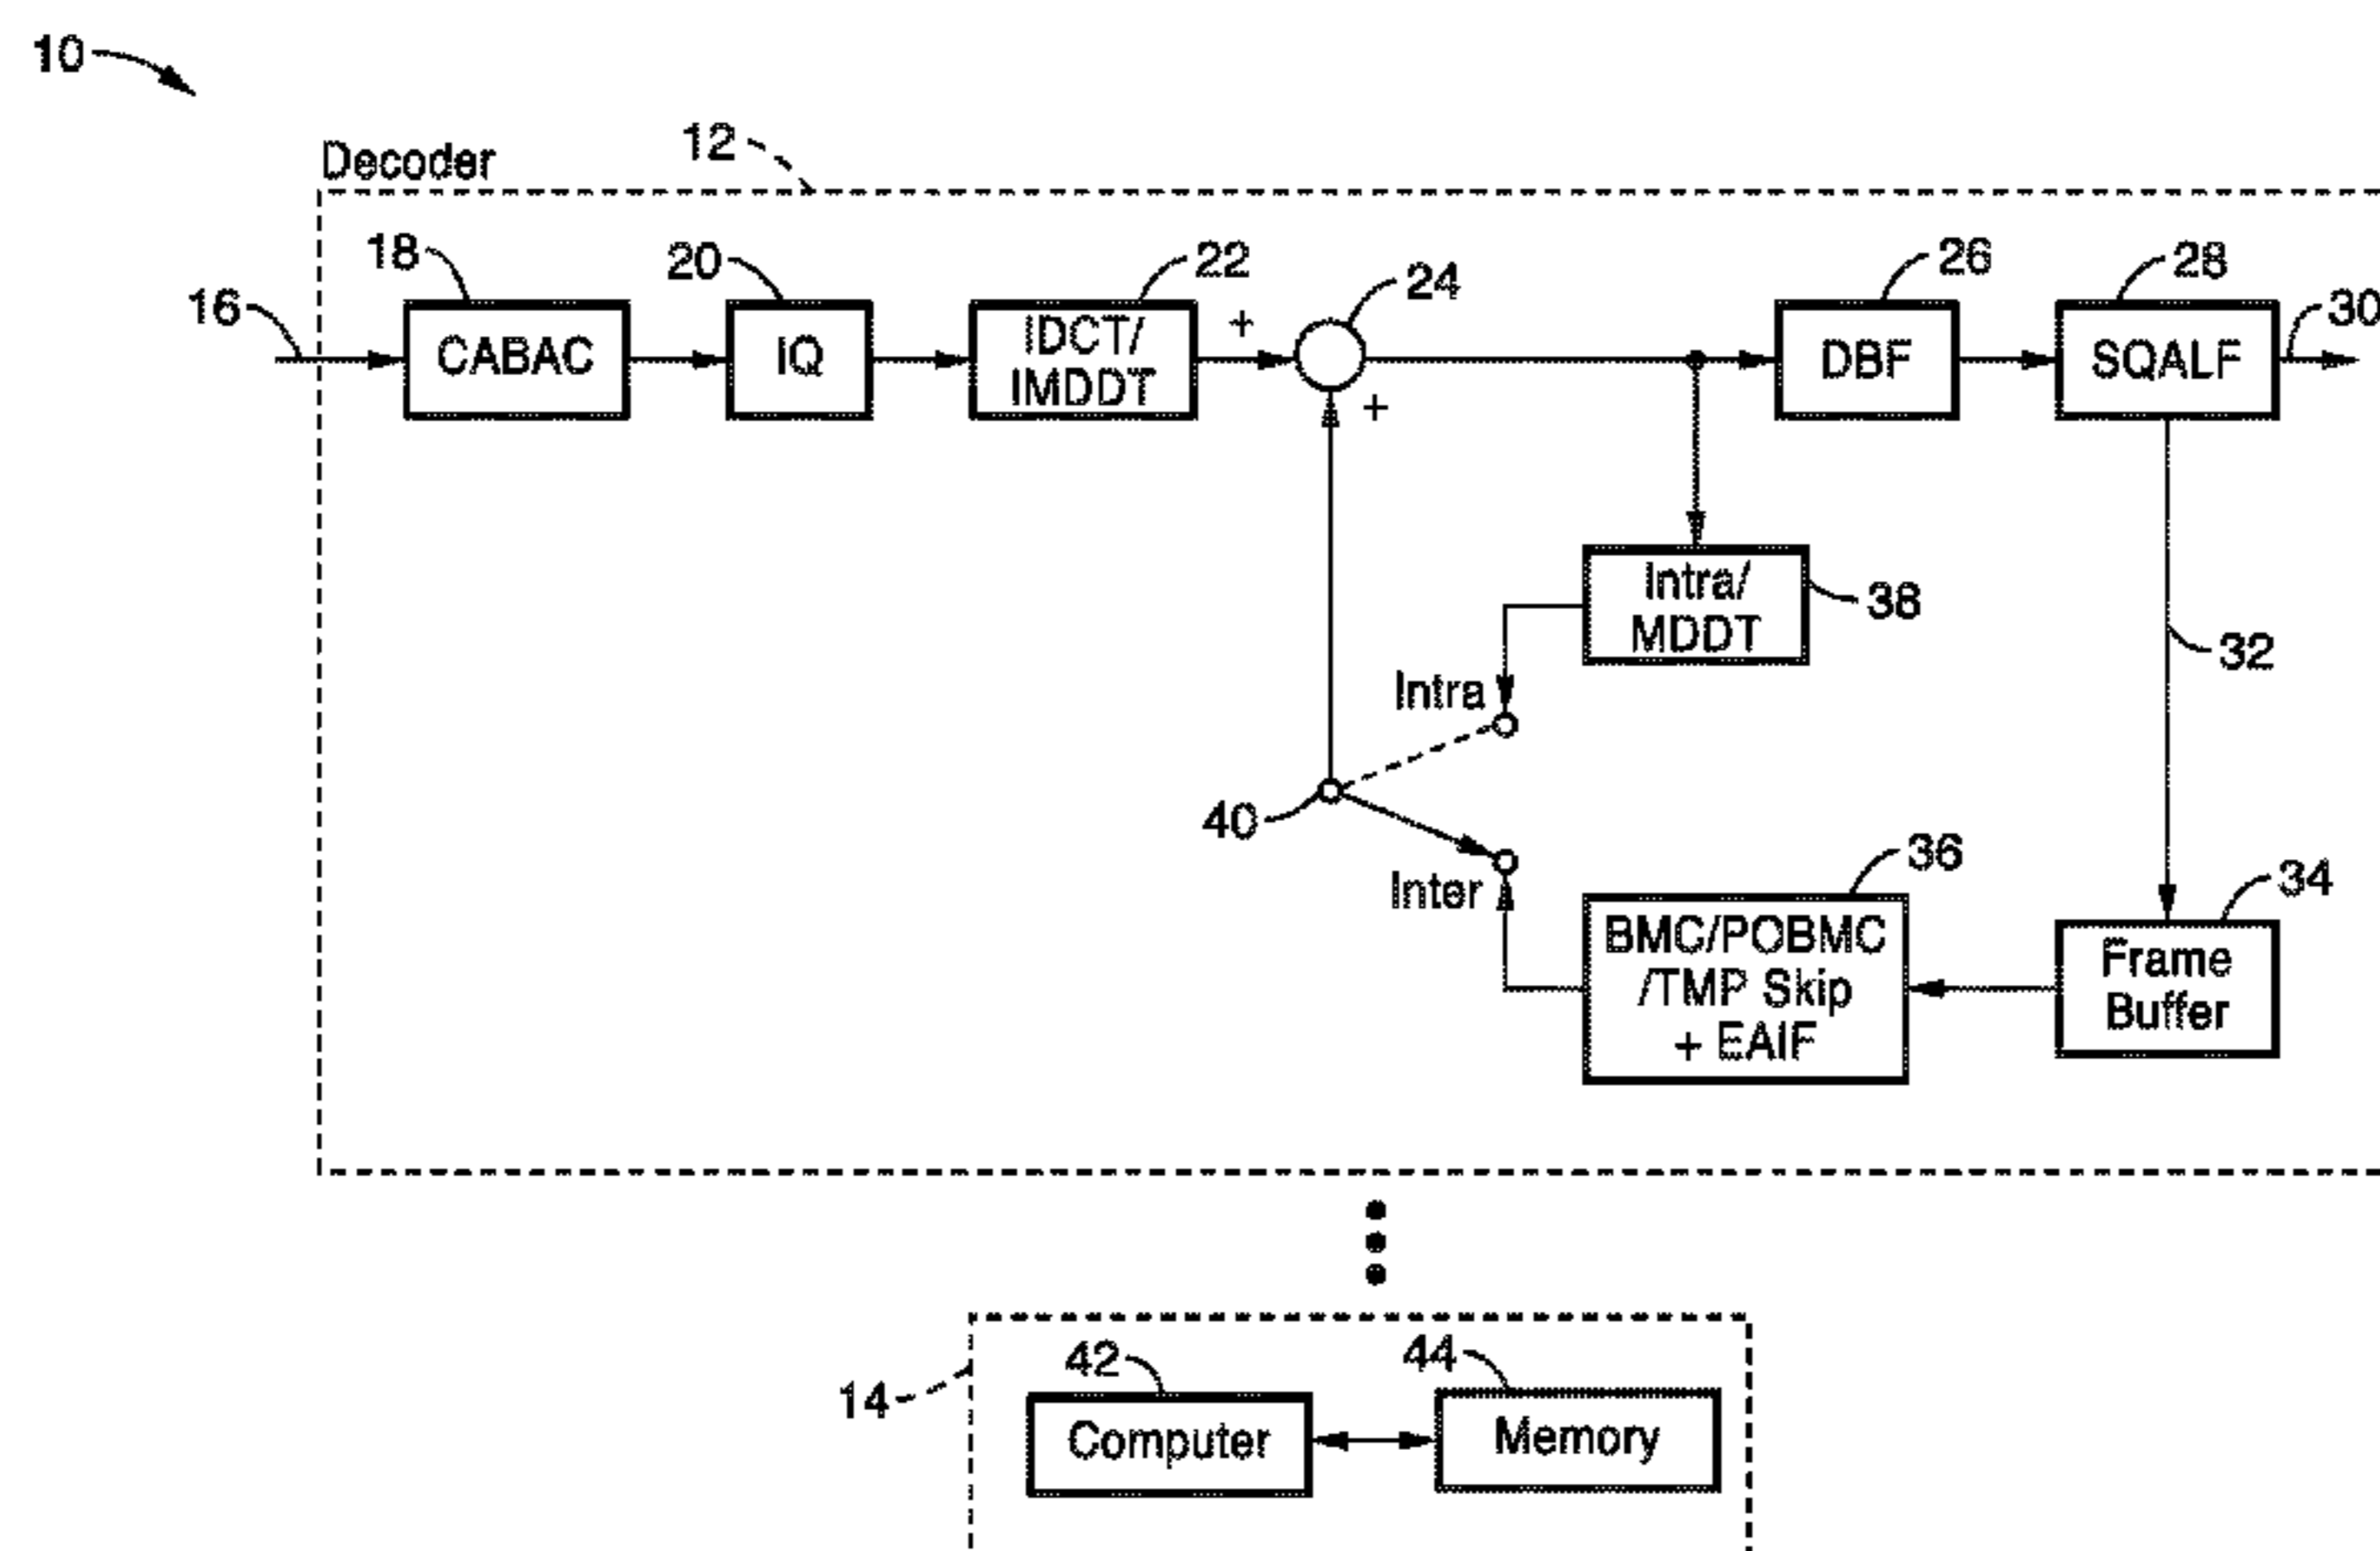 10
12
Decoder
18
20
22
24
26
28
16
30
CABAC
IQ
IDCT/
IMDDT
+
+
DBF
SQALF
Intra/
MDDT
38
32
Intra
40
Inter
36
34
BMC/POBMC
/TMP Skip
+ EAIF
Frame
Buffer
42
44
14
Computer
Memory